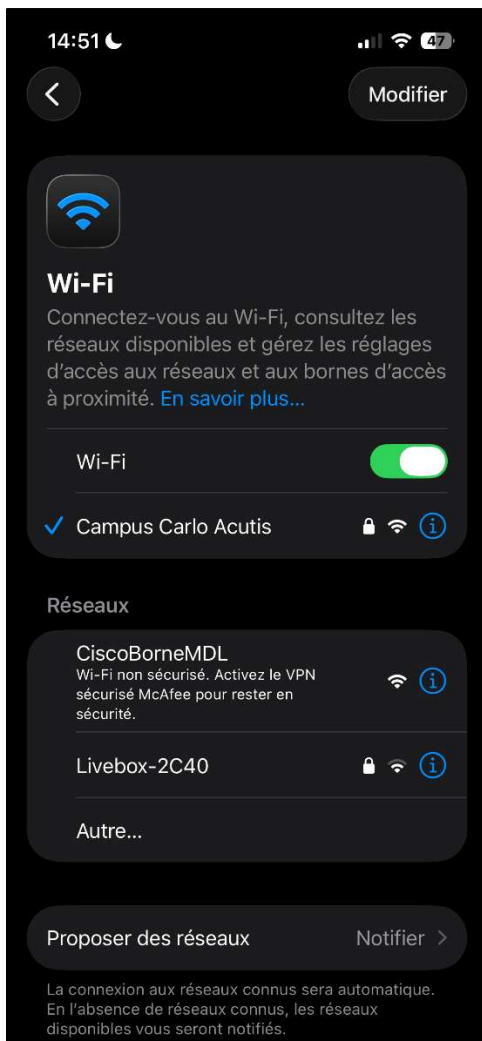 14:51
47
Modifier
Wi-Fi
Connectez-vous au Wi-Fi, consultez les
réseaux disponibles et gérez les réglages
d'accès aux réseaux et aux bornes d'accès
à proximité. En savoir plus...
Wi-Fi
Campus Carlo Acutis
Réseaux
CiscoBorneMDL
Wi-Fi non sécurisé. Activez le VPN
sécurisé McAfee pour rester en
sécurité.
Livebox-2C40
Autre...
Proposer des réseaux Notifier
La connexion aux réseaux connus sera automatique.
En l'absence de réseaux connus, les réseaux
disponibles vous seront notifiés.